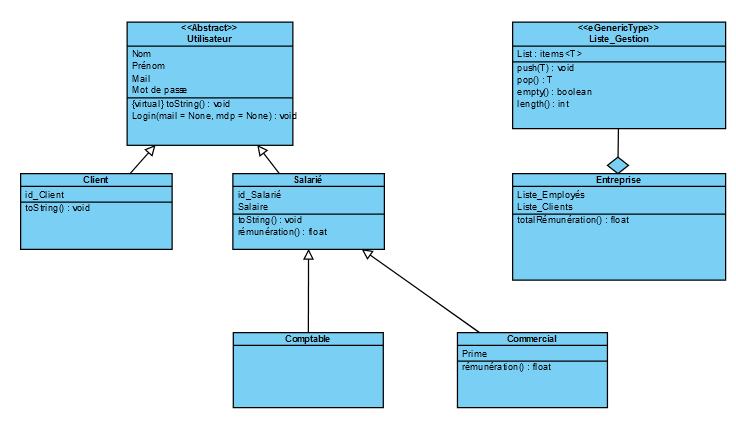 <<Abstract>>
Utilisateur
Nom
Prénom
Mail
Mot de passe
{virtual} toString() : void
Login(mail = None, mdp = None) : void
<<eGenericType>>
Liste_Gestion
List : items <T>
push(T) : void
pop() : T
empty() : boolean
length() : int
Client
id_Client
toString() : void
Salarié
id_Salarié
Salaire
toString() : void
rémunération() : float
Entreprise
Liste_Employés
Liste_Clients
totalRémunération() : float
Comptable
Commercial
Prime
rémunération() : float